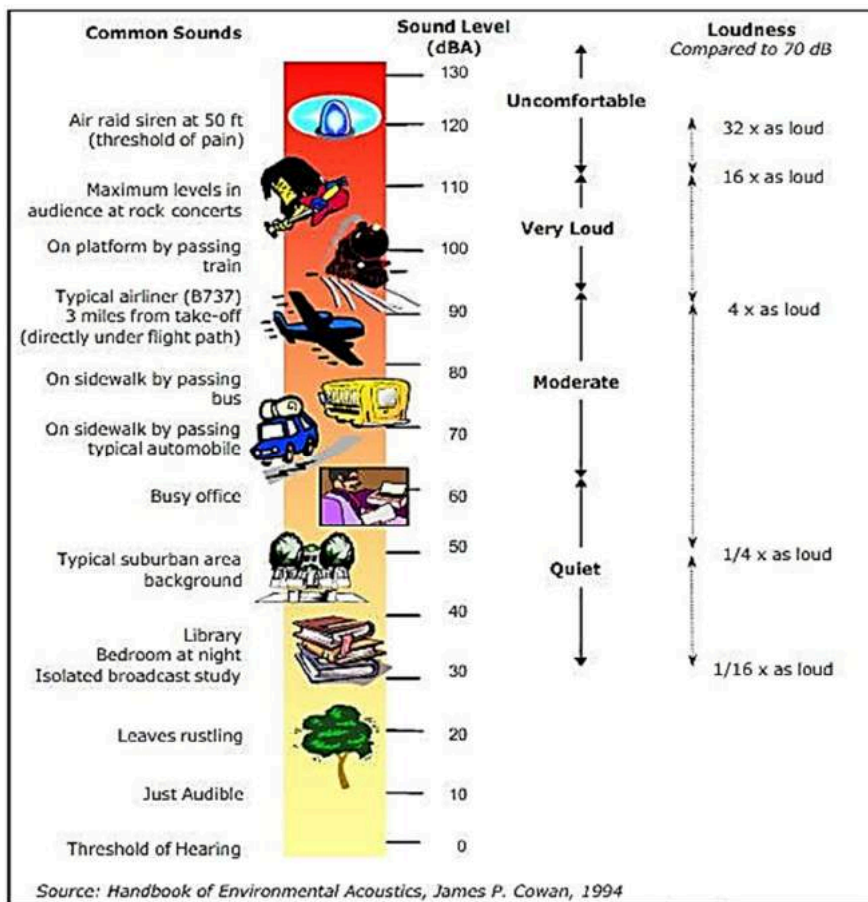 Common Sounds
Sound Level
(dBA)
Loudness
Compared to 70 dB
130
Uncomfortable
Air raid siren at 50 ft
(threshold of pain)
120
32 x as loud
16 x as loud
Maximum levels in
audience at rock concerts
110
Very Loud
On platform by passing
train
100
Typical airliner (B737)
3 miles from take-off
(directly under flight path)
90
4 x as loud
80
On sidewalk by passing
bus
Moderate
On sidewalk by passing
typical automobile
70
Busy office
60
50
Typical suburban area
background
1/4 x as loud
Quiet
40
Library
Bedroom at night
Isolated broadcast study
30
1/16 x as loud
Leaves rustling
20
Just Audible
10
Threshold of Hearing
0
Source: Handbook of Environmental Acoustics, James P. Cowan, 1994